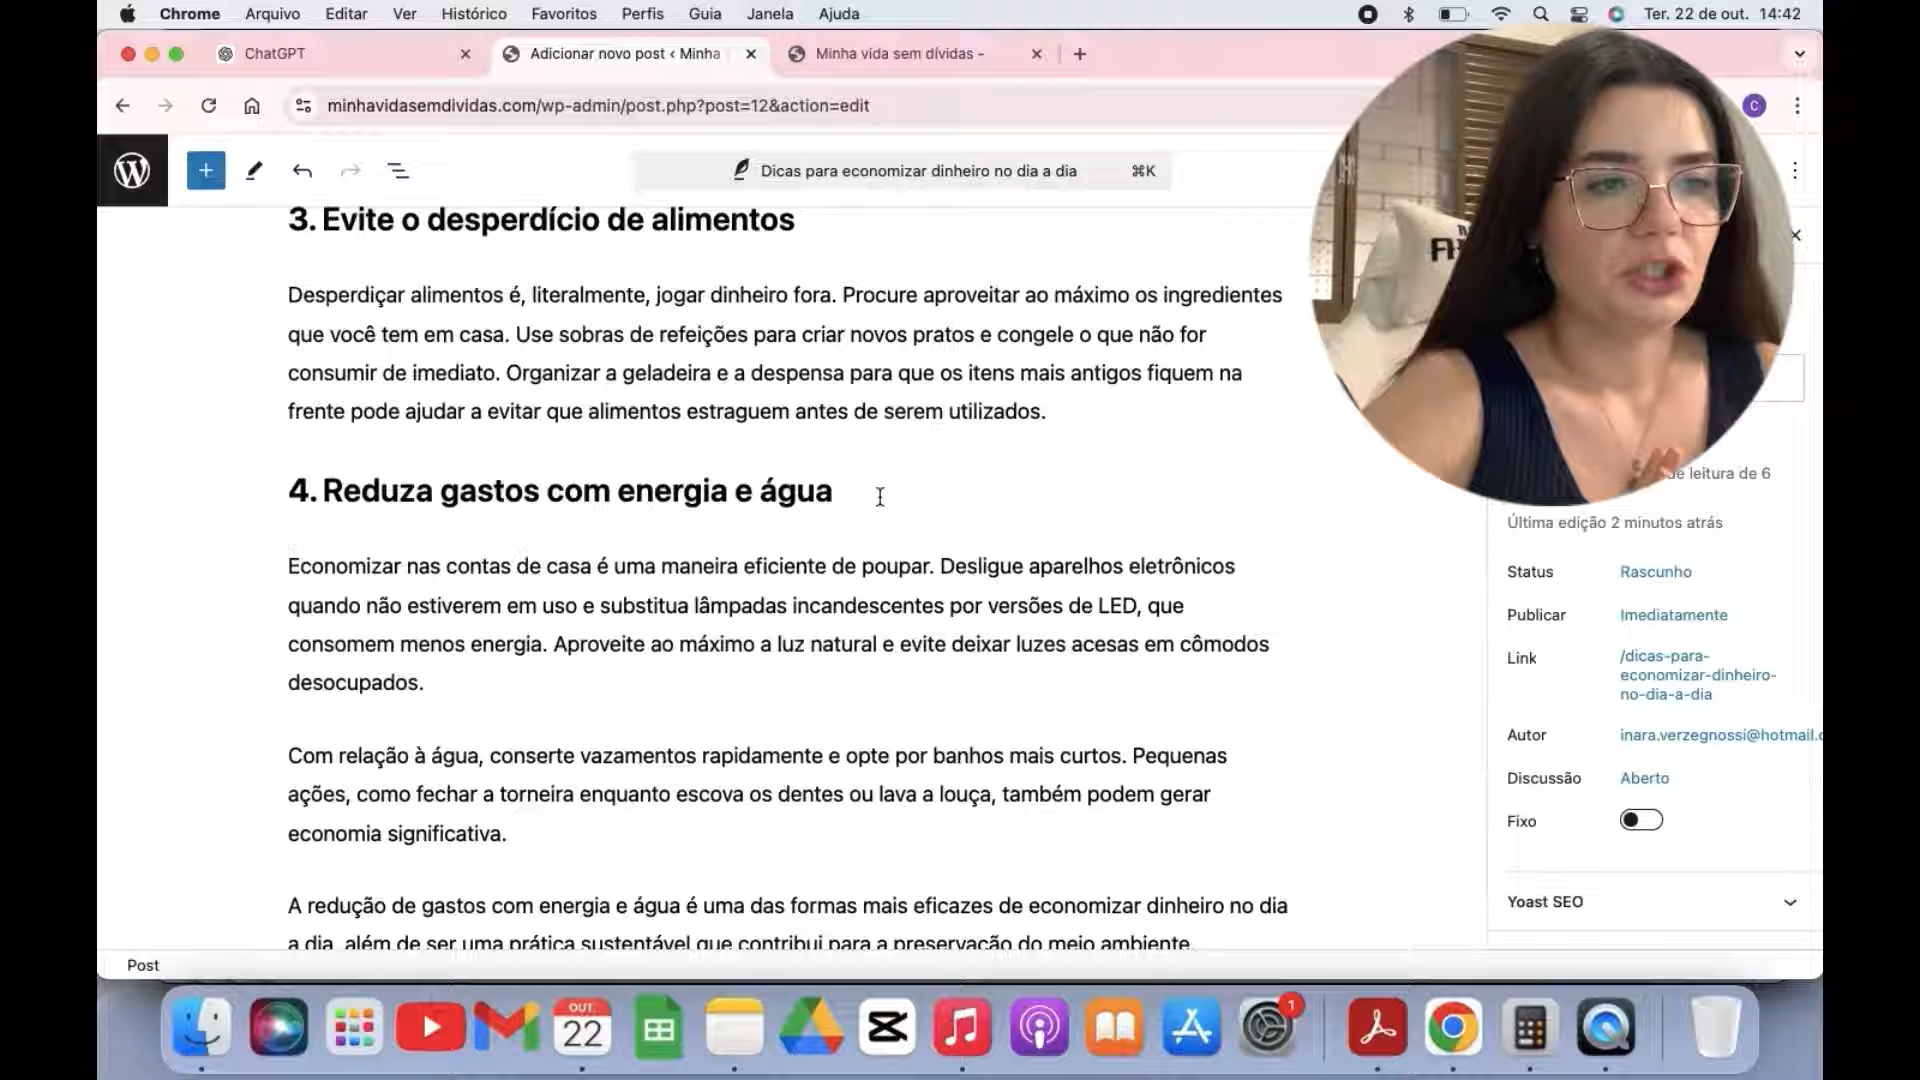 Chrome Arquivo Editar Ver Histórico Favoritos Perfis Guia Janela Ajuda Ter. 22 de out. 14:42
ChatGPT Adicionar novo post ‹ Minha Minha vida sem dívidas -
minhavidasemdividas.com/wp-admin/post.php?post=12&action=edit C
Dicas para economizar dinheiro no dia a dia ⌘K
3. Evite o desperdício de alimentos
Desperdiçar alimentos é, literalmente, jogar dinheiro fora. Procure aproveitar ao máximo os ingredientes
que você tem em casa. Use sobras de refeições para criar novos pratos e congele o que não for
consumir de imediato. Organizar a geladeira e a despensa para que os itens mais antigos fiquem na
frente pode ajudar a evitar que alimentos estraguem antes de serem utilizados.
4. Reduza gastos com energia e água
Economizar nas contas de casa é uma maneira eficiente de poupar. Desligue aparelhos eletrônicos
quando não estiverem em uso e substitua lâmpadas incandescentes por versões de LED, que
consomem menos energia. Aproveite ao máximo a luz natural e evite deixar luzes acesas em cômodos
desocupados.
Com relação à água, conserte vazamentos rapidamente e opte por banhos mais curtos. Pequenas
ações, como fechar a torneira enquanto escova os dentes ou lava a louça, também podem gerar
economia significativa.
A redução de gastos com energia e água é uma das formas mais eficazes de economizar dinheiro no dia
a dia, além de ser uma prática sustentável que contribui para a preservação do meio ambiente.
de leitura de 6
Última edição 2 minutos atrás
Status Rascunho
Publicar Imediatamente
Link /dicas-para-
economizar-dinheiro-
no-dia-a-dia
Autor inara.verzegnossi@hotmail.c
Discussão Aberto
Fixo
Yoast SEO
Post
OUT.
22
1